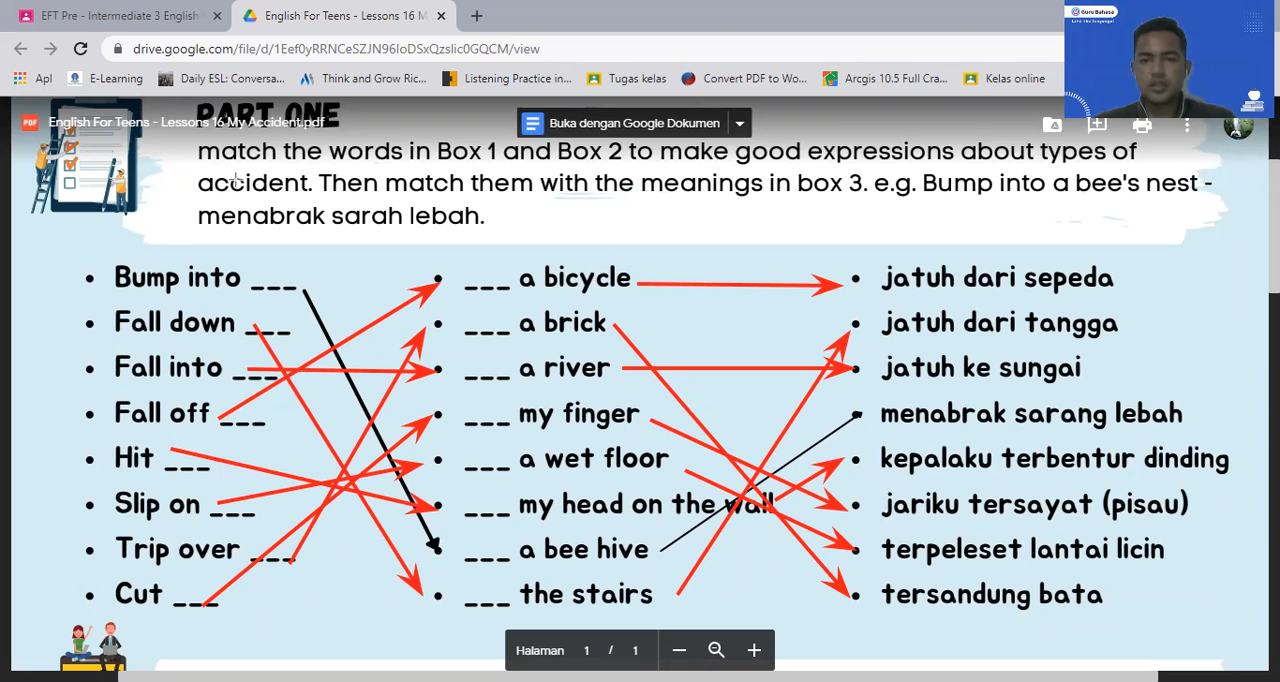 EFT Pre - Intermediate 3 English
English For Teens - Lessons 16 M
drive.google.com/file/d/1Eef0yRRNCeSZJN96IoDSxQzslic0GQCM/view
Guru Bahasa
Apl
E-Learning
Daily ESL: Conversa...
Think and Grow Ric...
Listening Practice in...
Tugas kelas
Convert PDF to Wo...
Arcgis 10.5 Full Cra...
Kelas online
PART ONE
PDF
English For Teens - Lessons 16 My Accident.pdf
Buka dengan Google Dokumen
match the words in Box 1 and Box 2 to make good expressions about types of
accident. Then match them with the meanings in box 3. e.g. Bump into a bee's nest -
menabrak sarah lebah.
• Bump into ___ • ___ a bicycle • jatuh dari sepeda
• Fall down ___ • ___ a brick • jatuh dari tangga
• Fall into ___ • ___ a river • jatuh ke sungai
• Fall off ___ • ___ my finger • menabrak sarang lebah
• Hit ___ • ___ a wet floor • kepalaku terbentur dinding
• Slip on ___ • ___ my head on the wall • jariku tersayat (pisau)
• Trip over ___ • ___ a bee hive • terpeleset lantai licin
• Cut ___ • ___ the stairs • tersandung bata
Halaman 1 / 1